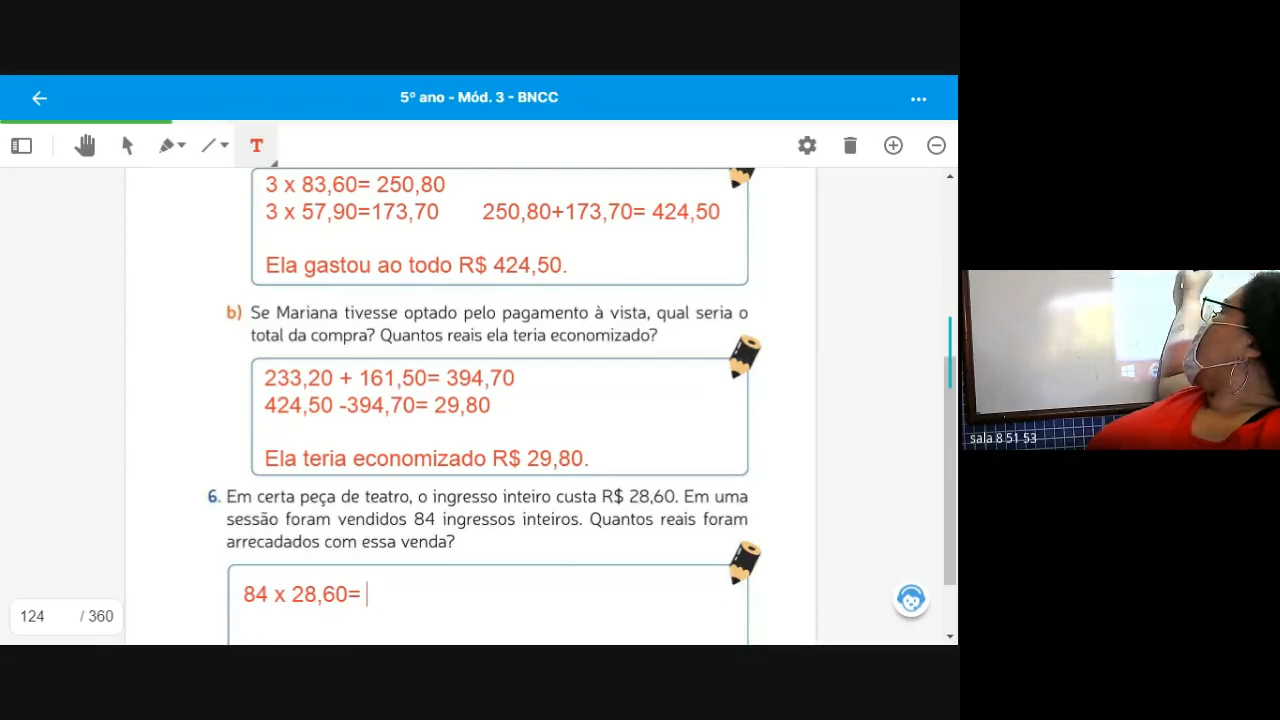 5º ano - Mód. 3 - BNCC
T
3 x 83,60= 250,80
3 x 57,90=173,70 250,80+173,70= 424,50
Ela gastou ao todo R$ 424,50.
b) Se Mariana tivesse optado pelo pagamento à vista, qual seria o
total da compra? Quantos reais ela teria economizado?
233,20 + 161,50= 394,70
424,50 -394,70= 29,80
Ela teria economizado R$ 29,80.
6. Em certa peça de teatro, o ingresso inteiro custa R$ 28,60. Em uma
sessão foram vendidos 84 ingressos inteiros. Quantos reais foram
arrecadados com essa venda?
84 x 28,60=
124 / 360
sala 8 51 53